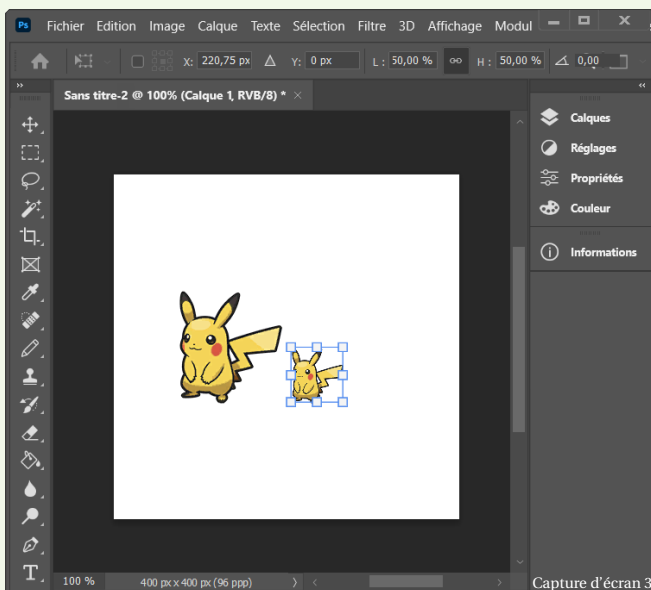 Ps Fichier Edition Image Calque Texte Sélection Filtre 3D Affichage Modul
X: 220,75 px Y: 0 px L : 50,00 % H : 50,00 % 0,00
Sans titre-2 @ 100% (Calque 1, RVB/8) * ×
Calques
Réglages
Propriétés
Couleur
Informations
T
100 % 400 px x 400 px (96 ppp)
Capture d'écran 3